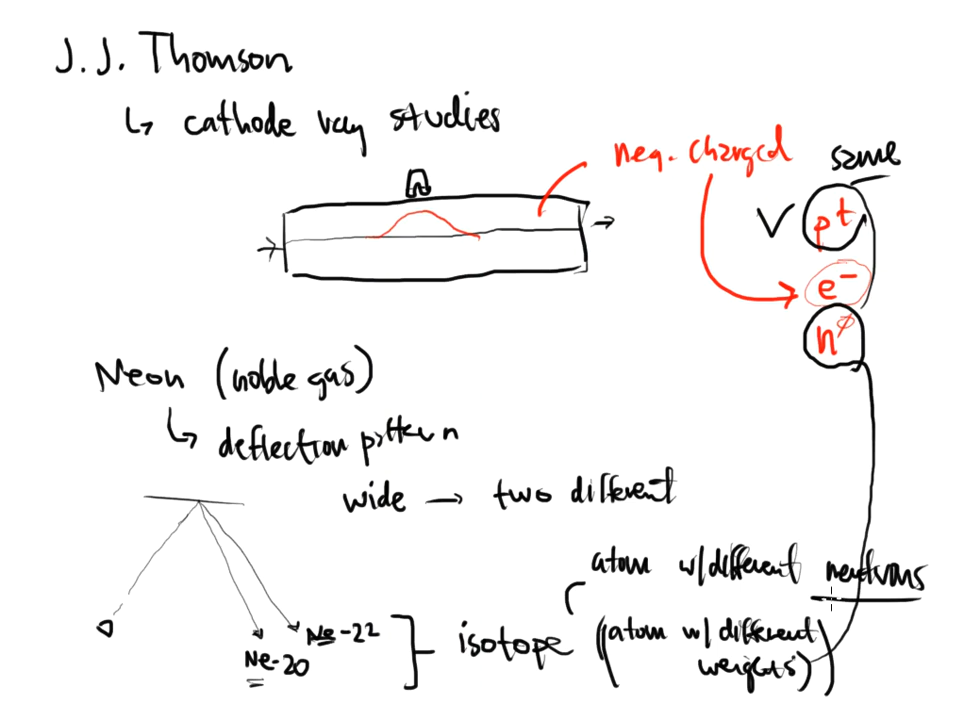 J. J. Thomson
↳ cathode ray studies
neg. charged
same
p+
e−
n∅
Neon (noble gas)
↳ deflection pattern
wide → two different
atom w/different neutrons
Ne-22
Ne-20
isotope (atom w/ different
weights)